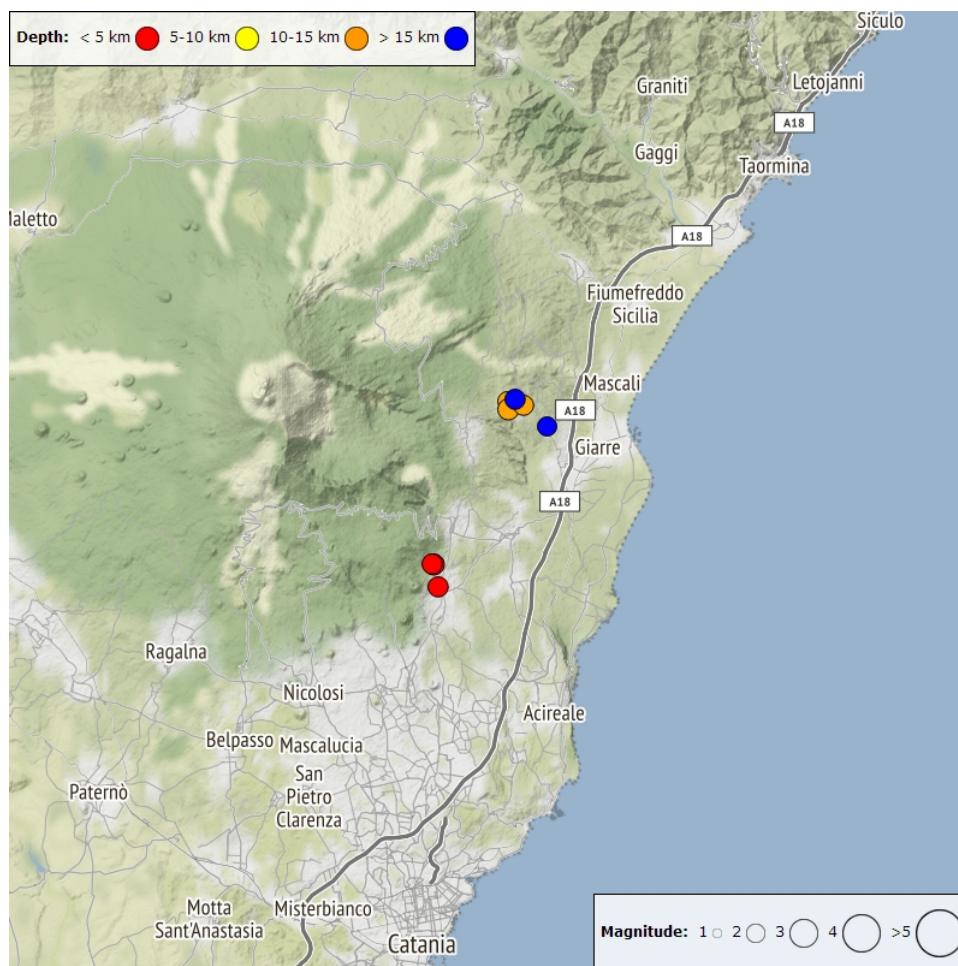 Siculo
Depth: < 5 km 5-10 km 10-15 km > 15 km
Letojanni
Graniti
A18
Gaggi
Taormina
Maletto
A18
Fiumefreddo
Sicilia
Mascali
A18
Giarre
A18
Ragalna
Nicolosi
Acireale
Belpasso
Mascalucia
San
Pietro
Clarenza
Paternò
Motta
Sant'Anastasia
Misterbianco
Catania
Magnitude: 1 2 3 4 >5